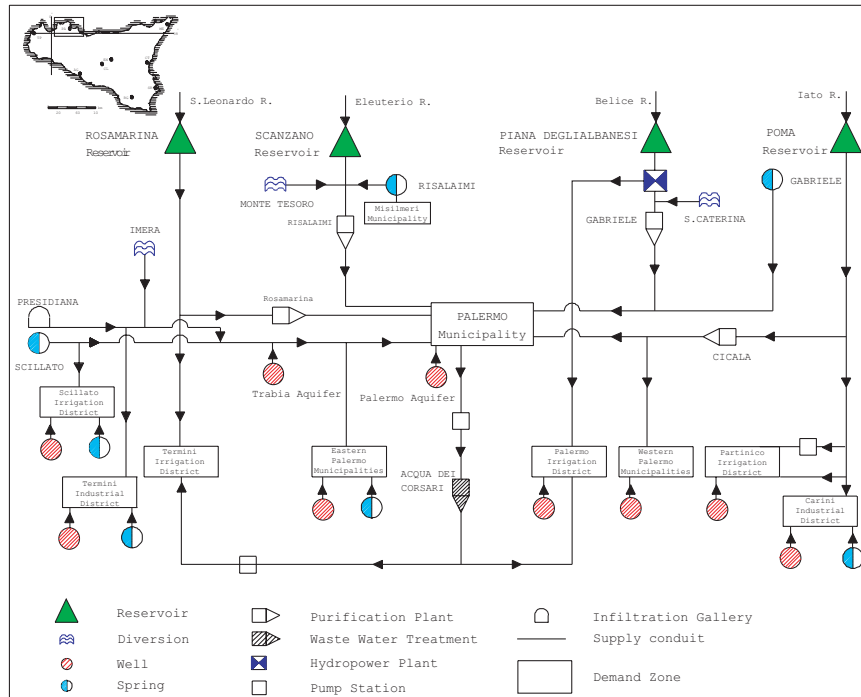 S.Leonardo R.
Eleuterio R.
Belice R.
Iato R.
ROSAMARINA
Reservoir
SCANZANO
Reservoir
PIANA DEGLIALBANESI
Reservoir
POMA
Reservoir
GABRIELE
RISALAIMI
MONTE TESORO
Misilmeri
Municipality
S.CATERINA
RISALAIMI
GABRIELE
IMERA
PRESIDIANA
Rosamarina
PALERMO
Municipality
SCILLATO
CICALA
Trabia Aquifer
Palermo Aquifer
Scillato
Irrigation
District
Termini
Irrigation
District
Eastern
Palermo
Municipalities
ACQUA DEI
CORSARI
Palermo
Irrigation
District
Western
Palermo
Municipalities
Partinico
Irrigation
District
Termini
Industrial
District
Carini
Industrial
District
Reservoir
Purification Plant
Infiltration Gallery
Diversion
Waste Water Treatment
Supply conduit
Well
Hydropower Plant
Demand Zone
Spring
Pump Station